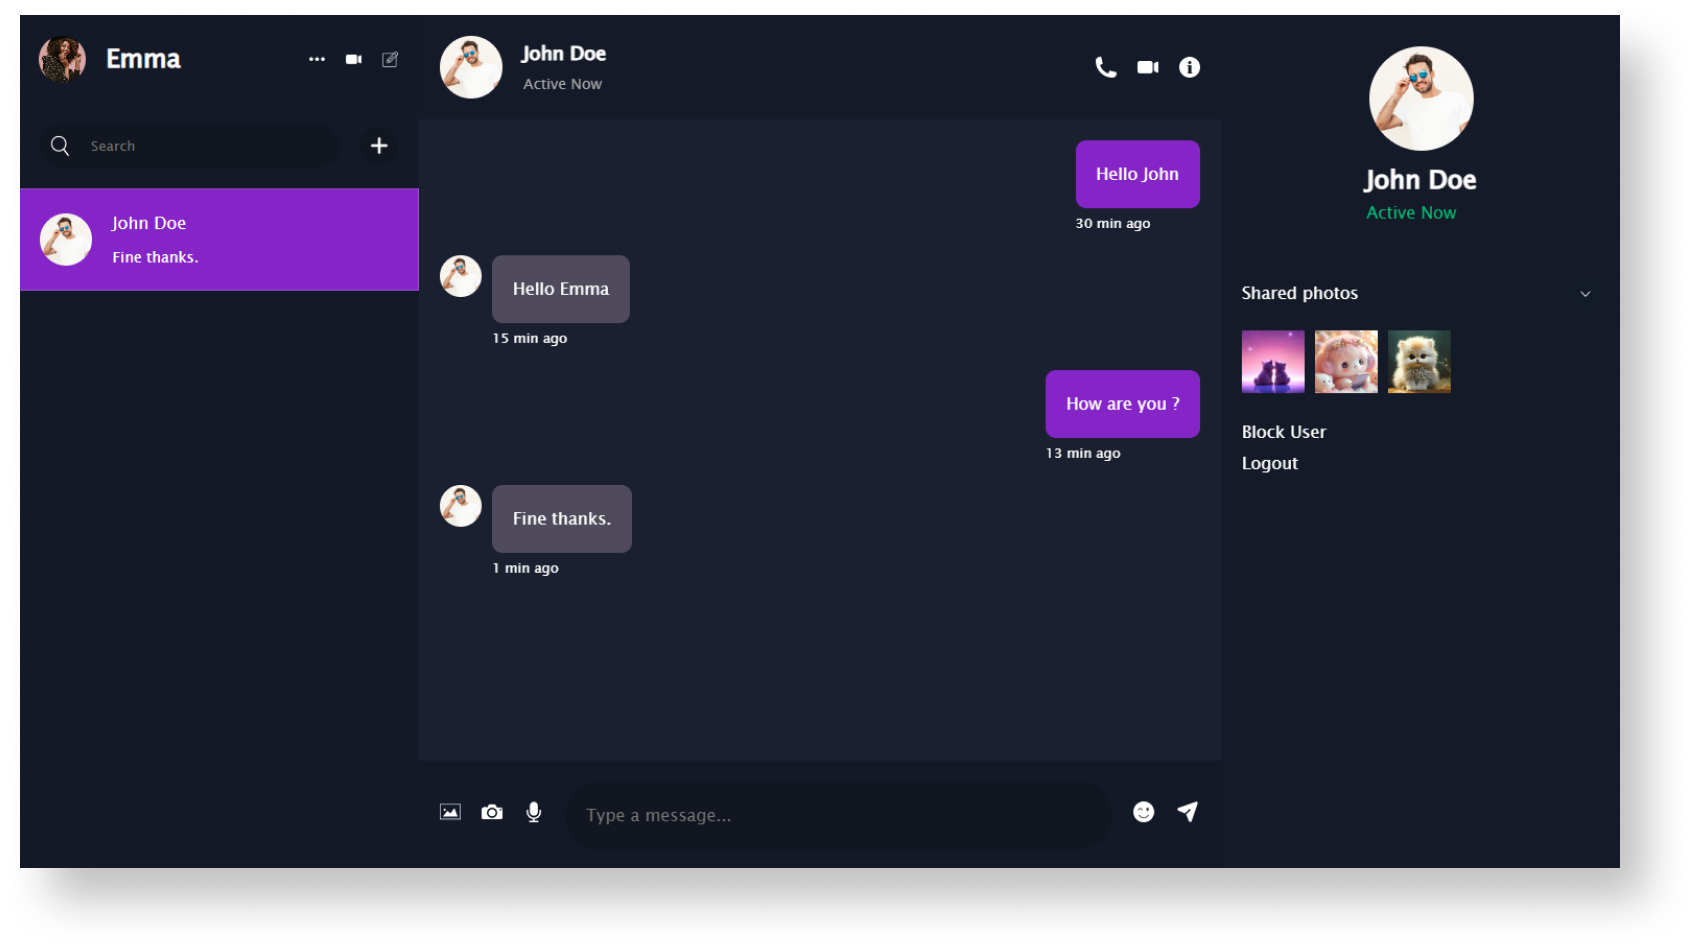 Emma
Search
John Doe
Fine thanks.
John Doe
Active Now
Hello John
30 min ago
Hello Emma
15 min ago
How are you ?
13 min ago
Fine thanks.
1 min ago
Type a message...
John Doe
Active Now
Shared photos
Block User
Logout